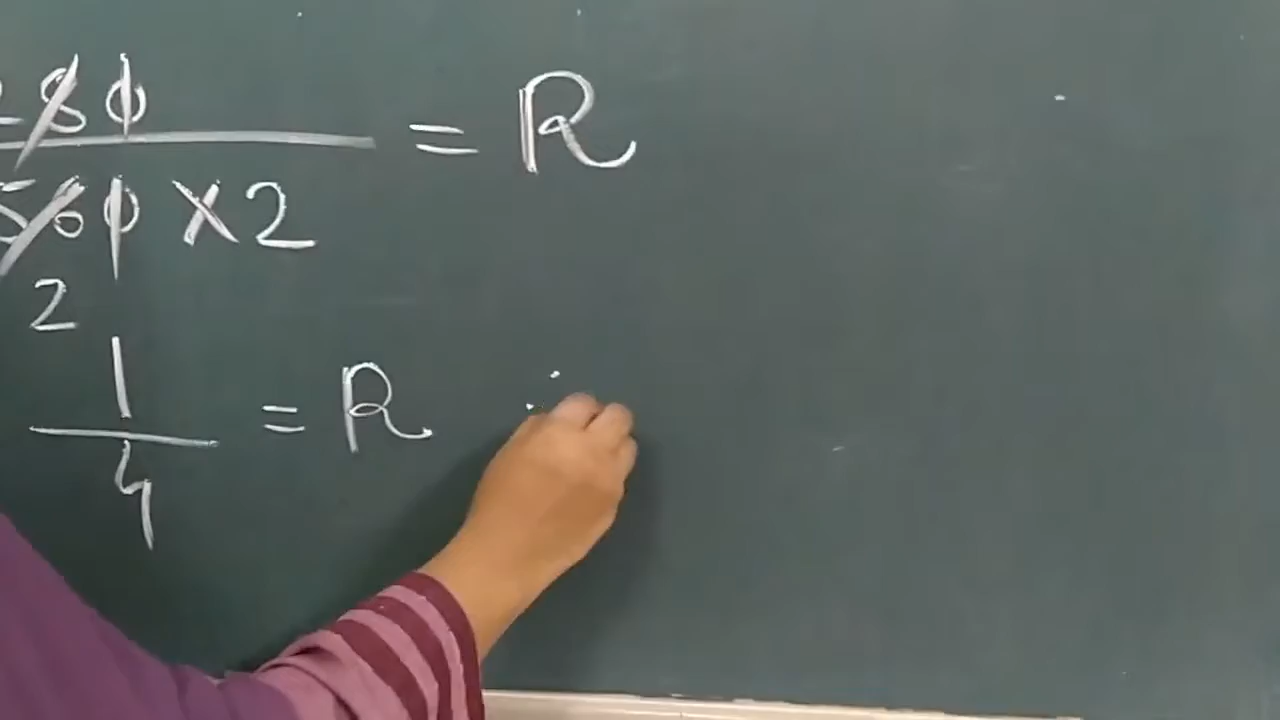 80
= R
60 × 2
2
1
= R ∴
4